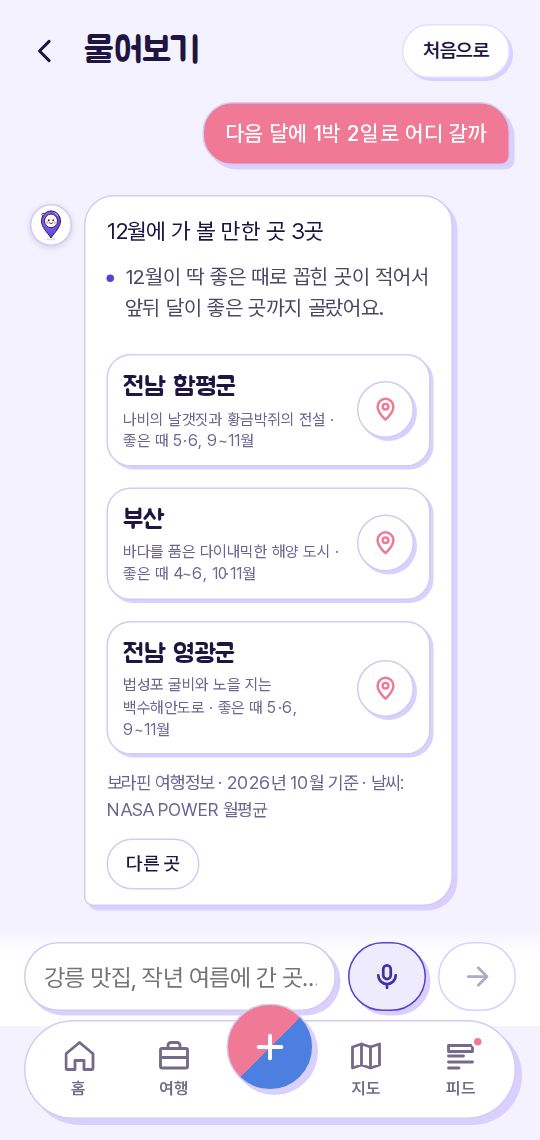 물어보기
처음으로
다음 달에 1박 2일로 어디 갈까
12월에 가 볼 만한 곳 3곳
• 12월이 딱 좋은 때로 꼽힌 곳이 적어서
앞뒤 달이 좋은 곳까지 골랐어요.
전남 함평군
나비의 날갯짓과 황금박쥐의 전설 ·
좋은 때 5·6, 9~11월
부산
바다를 품은 다이내믹한 해양 도시 ·
좋은 때 4~6, 10·11월
전남 영광군
법성포 굴비와 노을 지는
백수해안도로 · 좋은 때 5·6,
9~11월
보라핀 여행정보 · 2026년 10월 기준 · 날씨:
NASA POWER 월평균
다른 곳
강릉 맛집, 작년 여름에 간 곳…
홈
여행
지도
피드